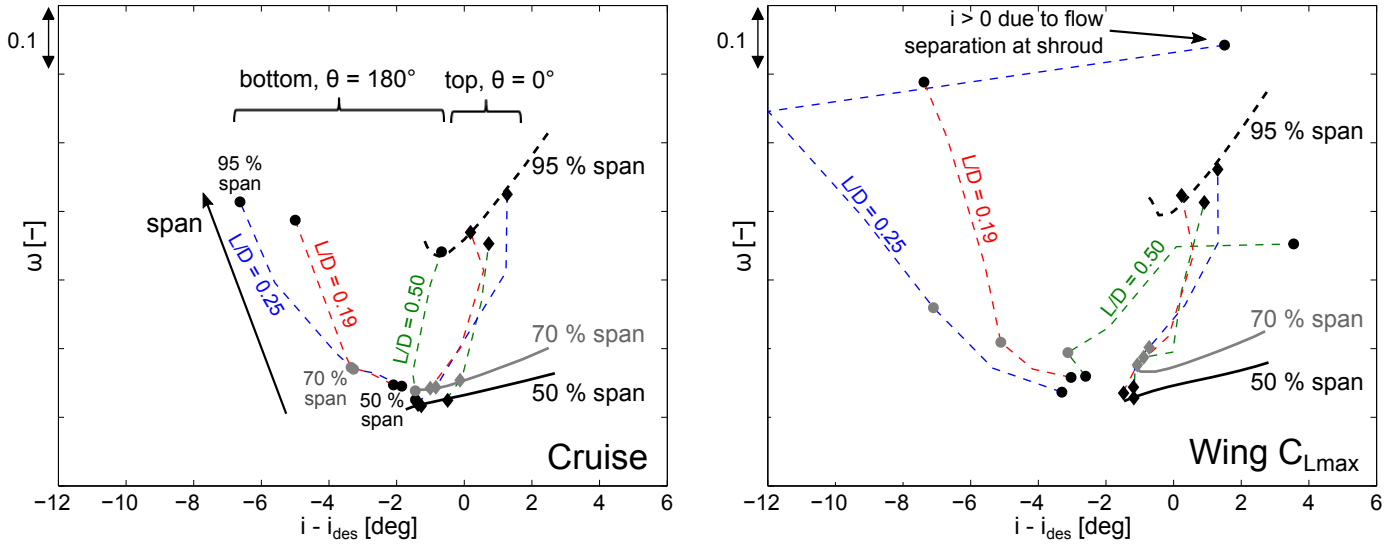 0.1
ω [-]
bottom, θ = 180°
top, θ = 0°
95 %
span
span
L/D = 0.25
L/D = 0.19
L/D = 0.50
95 % span
70 % span
50 % span
70 %
span
50 %
span
Cruise
−12 −10 −8 −6 −4 −2 0 2 4 6
i - i_des [deg]
0.1
ω [-]
i > 0 due to flow
separation at shroud
95 % span
L/D = 0.19
L/D = 0.25
L/D = 0.50
70 % span
50 % span
Wing C_Lmax
−12 −10 −8 −6 −4 −2 0 2 4 6
i - i_des [deg]